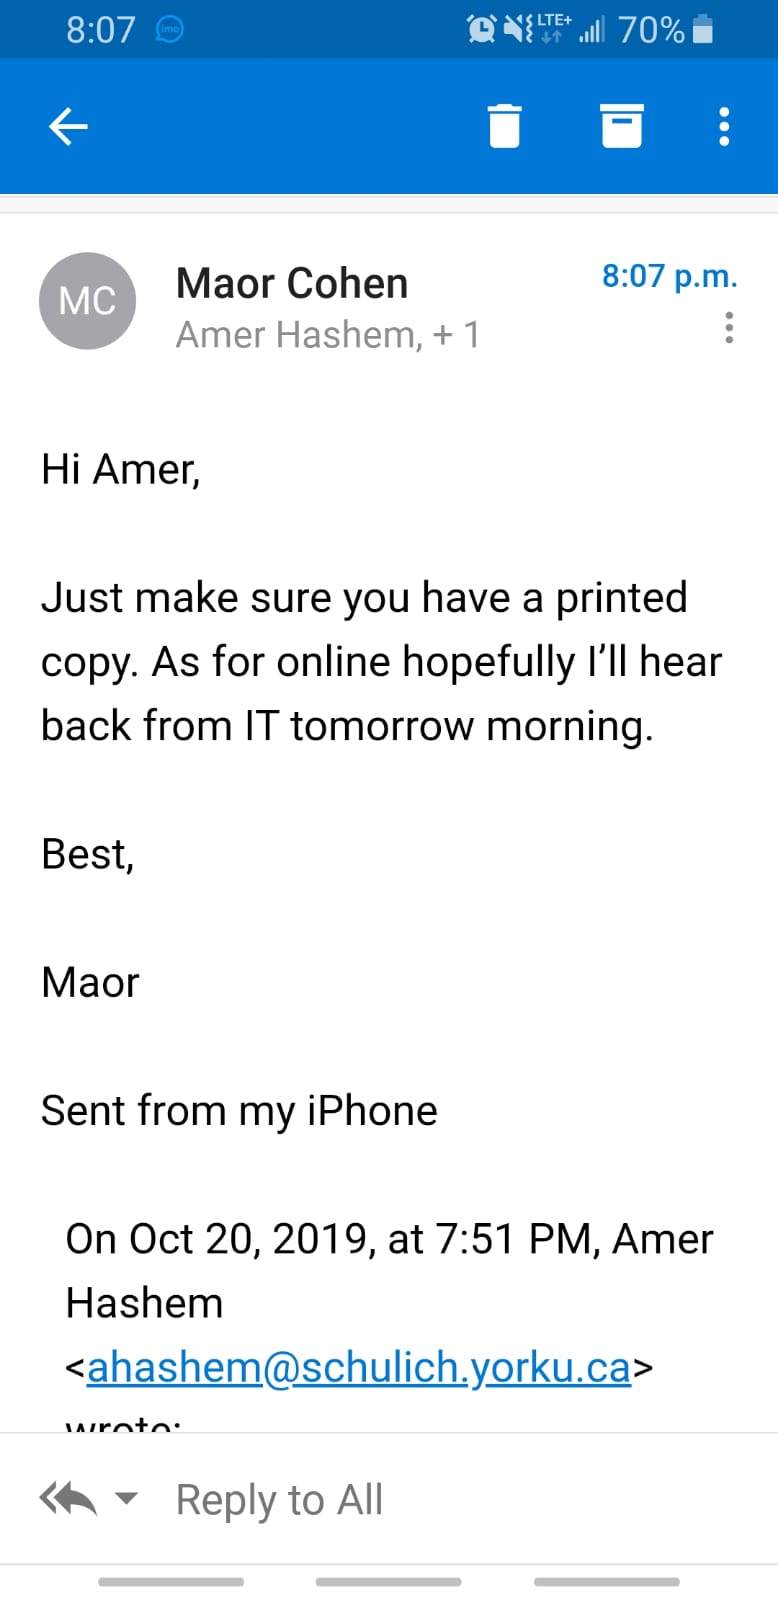 8:07 imo LTE+ 70%
MC
Maor Cohen
8:07 p.m.
Amer Hashem, + 1
Hi Amer,
Just make sure you have a printed
copy. As for online hopefully I’ll hear
back from IT tomorrow morning.
Best,
Maor
Sent from my iPhone
On Oct 20, 2019, at 7:51 PM, Amer
Hashem
<ahashem@schulich.yorku.ca>
wrote:
Reply to All